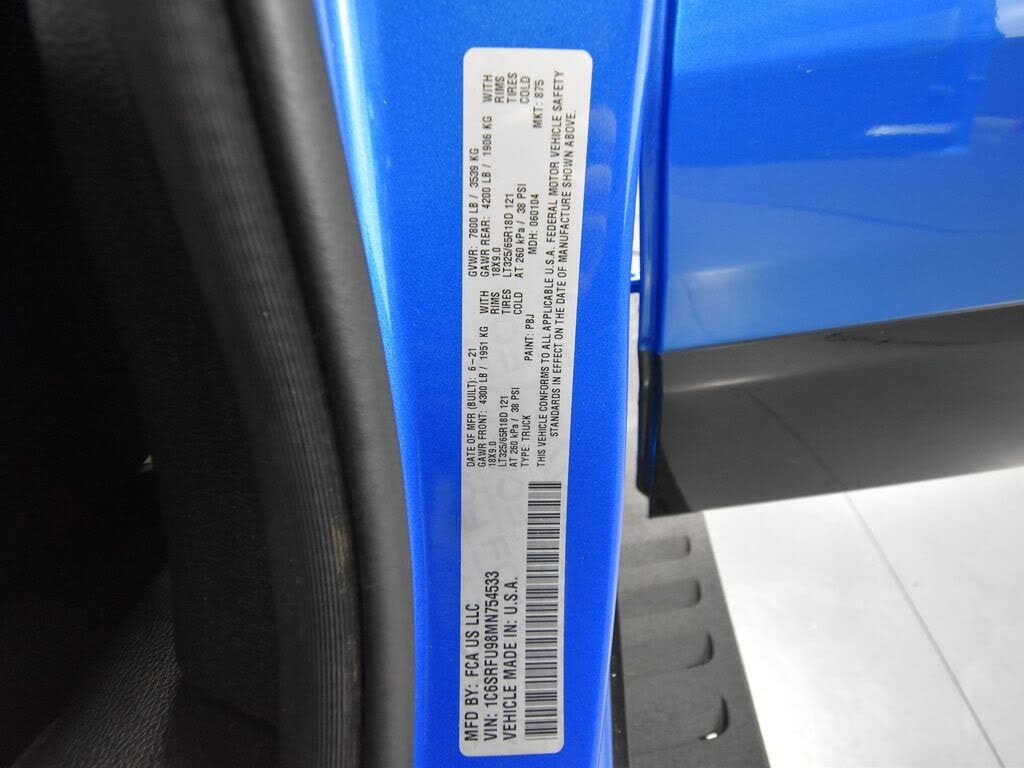 MFD BY: FCA US LLC
VIN: 1C6SRFU98MN754533
VEHICLE MADE IN: U.S.A.
DATE OF MFR (BUILT): 6-21
GVWR: 7800 LB / 3539 KG
GAWR FRONT: 4300 LB / 1951 KG WITH
GAWR REAR: 4200 LB / 1906 KG WITH
18X9.0 RIMS
18X9.0 RIMS
LT325/65R18D 121 TIRES
LT325/65R18D 121 TIRES
AT 260 kPa / 38 PSI COLD
AT 260 kPa / 38 PSI COLD
TYPE: TRUCK PAINT: PBJ MDH: 060104 MKT: 875
THIS VEHICLE CONFORMS TO ALL APPLICABLE U.S.A. FEDERAL MOTOR VEHICLE SAFETY
STANDARDS IN EFFECT ON THE DATE OF MANUFACTURE SHOWN ABOVE.